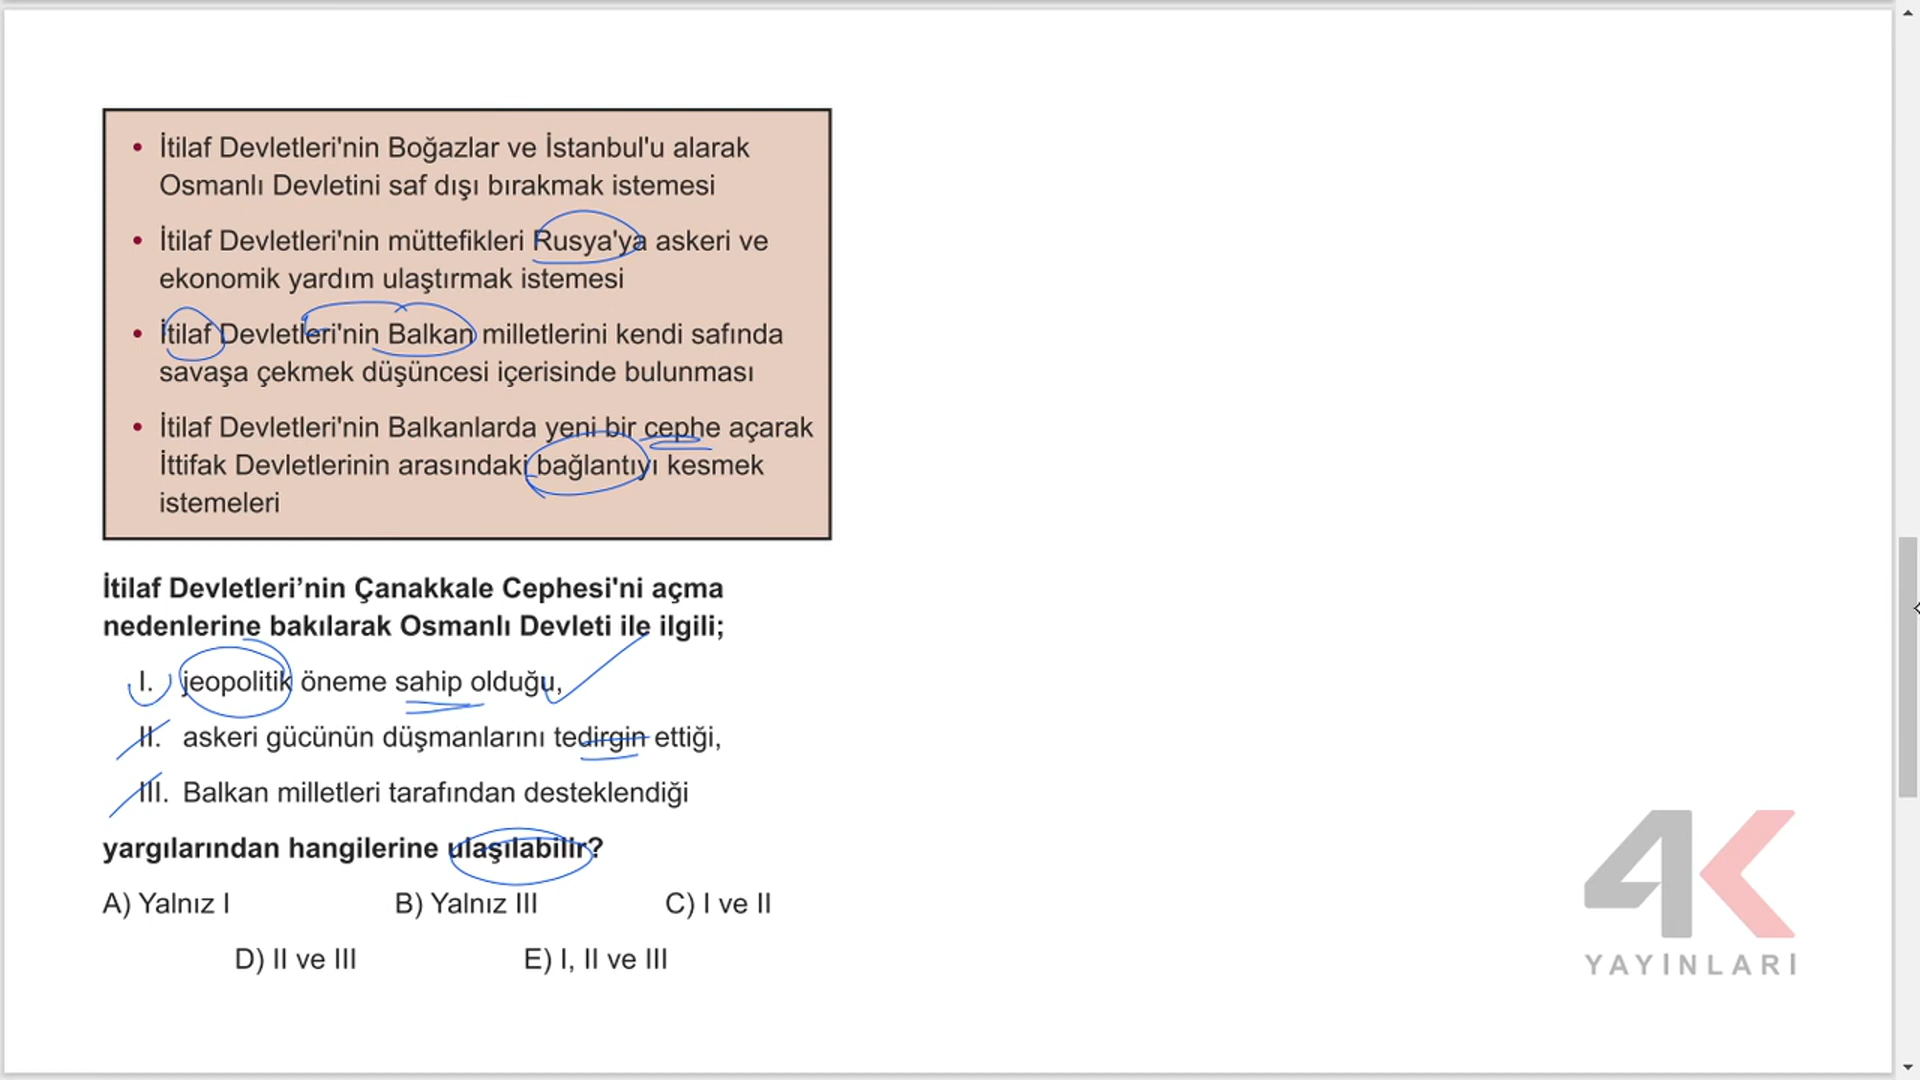 • İtilaf Devletleri'nin Boğazlar ve İstanbul'u alarak
Osmanlı Devletini saf dışı bırakmak istemesi
• İtilaf Devletleri'nin müttefikleri Rusya'ya askeri ve
ekonomik yardım ulaştırmak istemesi
• İtilaf Devletleri'nin Balkan milletlerini kendi safında
savaşa çekmek düşüncesi içerisinde bulunması
• İtilaf Devletleri'nin Balkanlarda yeni bir cephe açarak
İttifak Devletlerinin arasındaki bağlantıyı kesmek
istemeleri
İtilaf Devletleri’nin Çanakkale Cephesi'ni açma
nedenlerine bakılarak Osmanlı Devleti ile ilgili;
I. jeopolitik öneme sahip olduğu,
II. askeri gücünün düşmanlarını tedirgin ettiği,
III. Balkan milletleri tarafından desteklendiği
yargılarından hangilerine ulaşılabilir?
A) Yalnız I B) Yalnız III C) I ve II
D) II ve III E) I, II ve III
4K
YAYINLARI